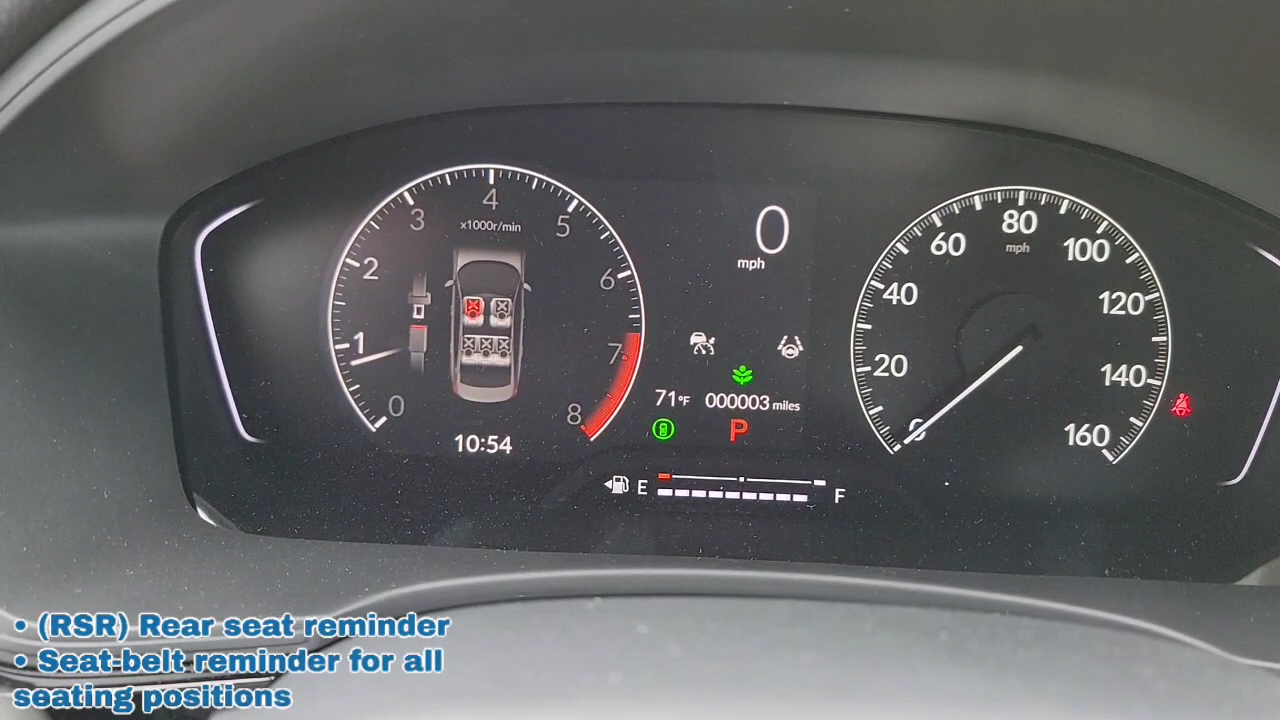 0 1 2 3 4 5 6 7 8
x1000r/min
10:54
0
mph
71°F 000003 miles
P
E F
0 20 40 60 80 100 120 140 160
mph
• (RSR) Rear seat reminder
• Seat-belt reminder for all
seating positions